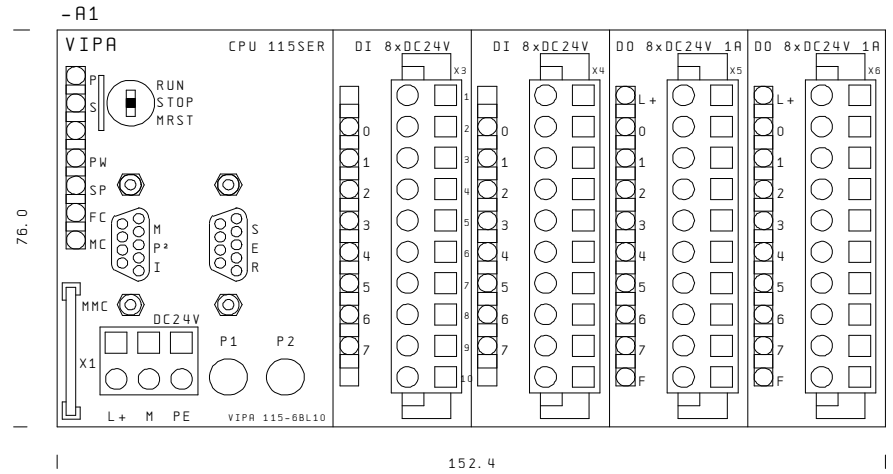 -A1
VIPA CPU 115SER DI 8xDC24V DI 8xDC24V DO 8xDC24V 1A DO 8xDC24V 1A
X3 X4 X5 X6
P RUN
S STOP
MRST
PW
SP
FC
MC
M
P²
I
S
E
R
MMC
DC24V
X1
P1 P2
L+ M PE
VIPA 115-6BL10
0
1
2
3
4
5
6
7
1
2
3
4
5
6
7
8
9
10
0
1
2
3
4
5
6
7
L+
0
1
2
3
4
5
6
7
F
L+
0
1
2
3
4
5
6
7
F
76.0
152.4